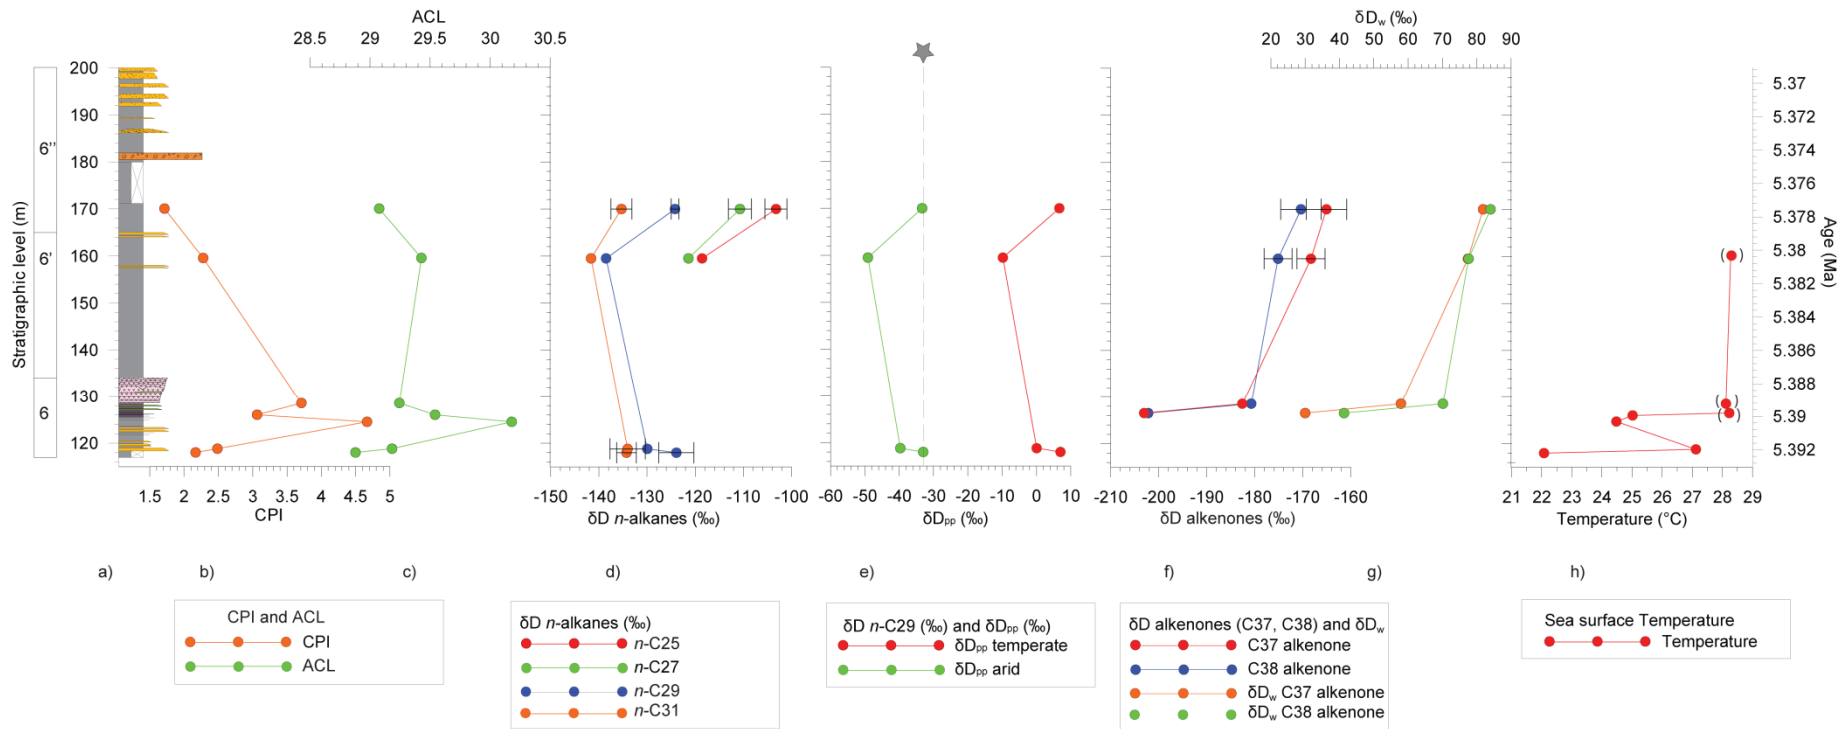 ACL
28.5 29 29.5 30 30.5
δDw (‰)
20 30 40 50 60 70 80 90
Stratigraphic level (m)
200
190
180
170
160
150
140
130
120
6’’
6’
6
1.5 2 2.5 3 3.5 4 4.5 5
CPI
-150 -140 -130 -120 -110 -100
δD n-alkanes (‰)
-60 -50 -40 -30 -20 -10 0 10
δDpp (‰)
-210 -200 -190 -180 -170 -160
δD alkenones (‰)
( )
( )
( )
21 22 23 24 25 26 27 28 29
Temperature (°C)
5.37
5.372
5.374
5.376
5.378
5.38
5.382
5.384
5.386
5.388
5.39
5.392
Age (Ma)
a) b) c) d) e) f) g) h)
CPI and ACL
CPI
ACL
δD n-alkanes (‰)
n-C25
n-C27
n-C29
n-C31
δD n-C29 (‰) and δDpp (‰)
δDpp temperate
δDpp arid
δD alkenones (C37, C38) and δDw
C37 alkenone
C38 alkenone
δDw C37 alkenone
δDw C38 alkenone
Sea surface Temperature
Temperature